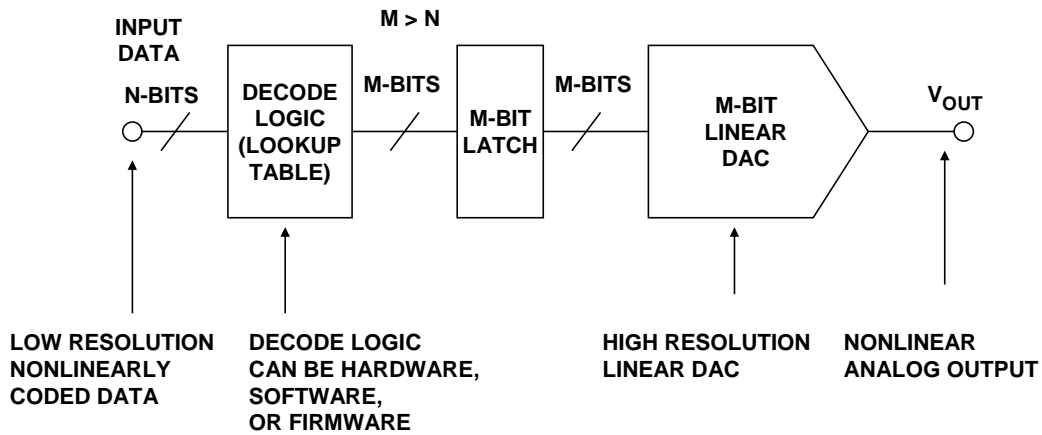 INPUT
DATA
M > N
N-BITS
DECODE
LOGIC
(LOOKUP
TABLE)
M-BITS
M-BIT
LATCH
M-BITS
M-BIT
LINEAR
DAC
VOUT
LOW RESOLUTION
NONLINEARLY
CODED DATA
DECODE LOGIC
CAN BE HARDWARE,
SOFTWARE,
OR FIRMWARE
HIGH RESOLUTION
LINEAR DAC
NONLINEAR
ANALOG OUTPUT